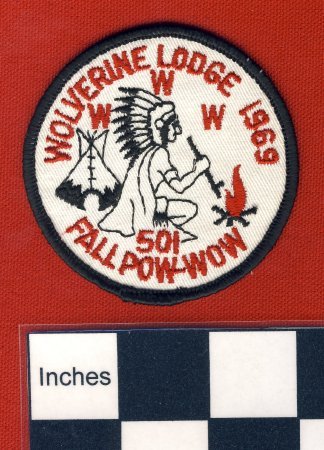 WOLVERINE LODGE 1969
W
W W
501
FALL POW-WOW
Inches